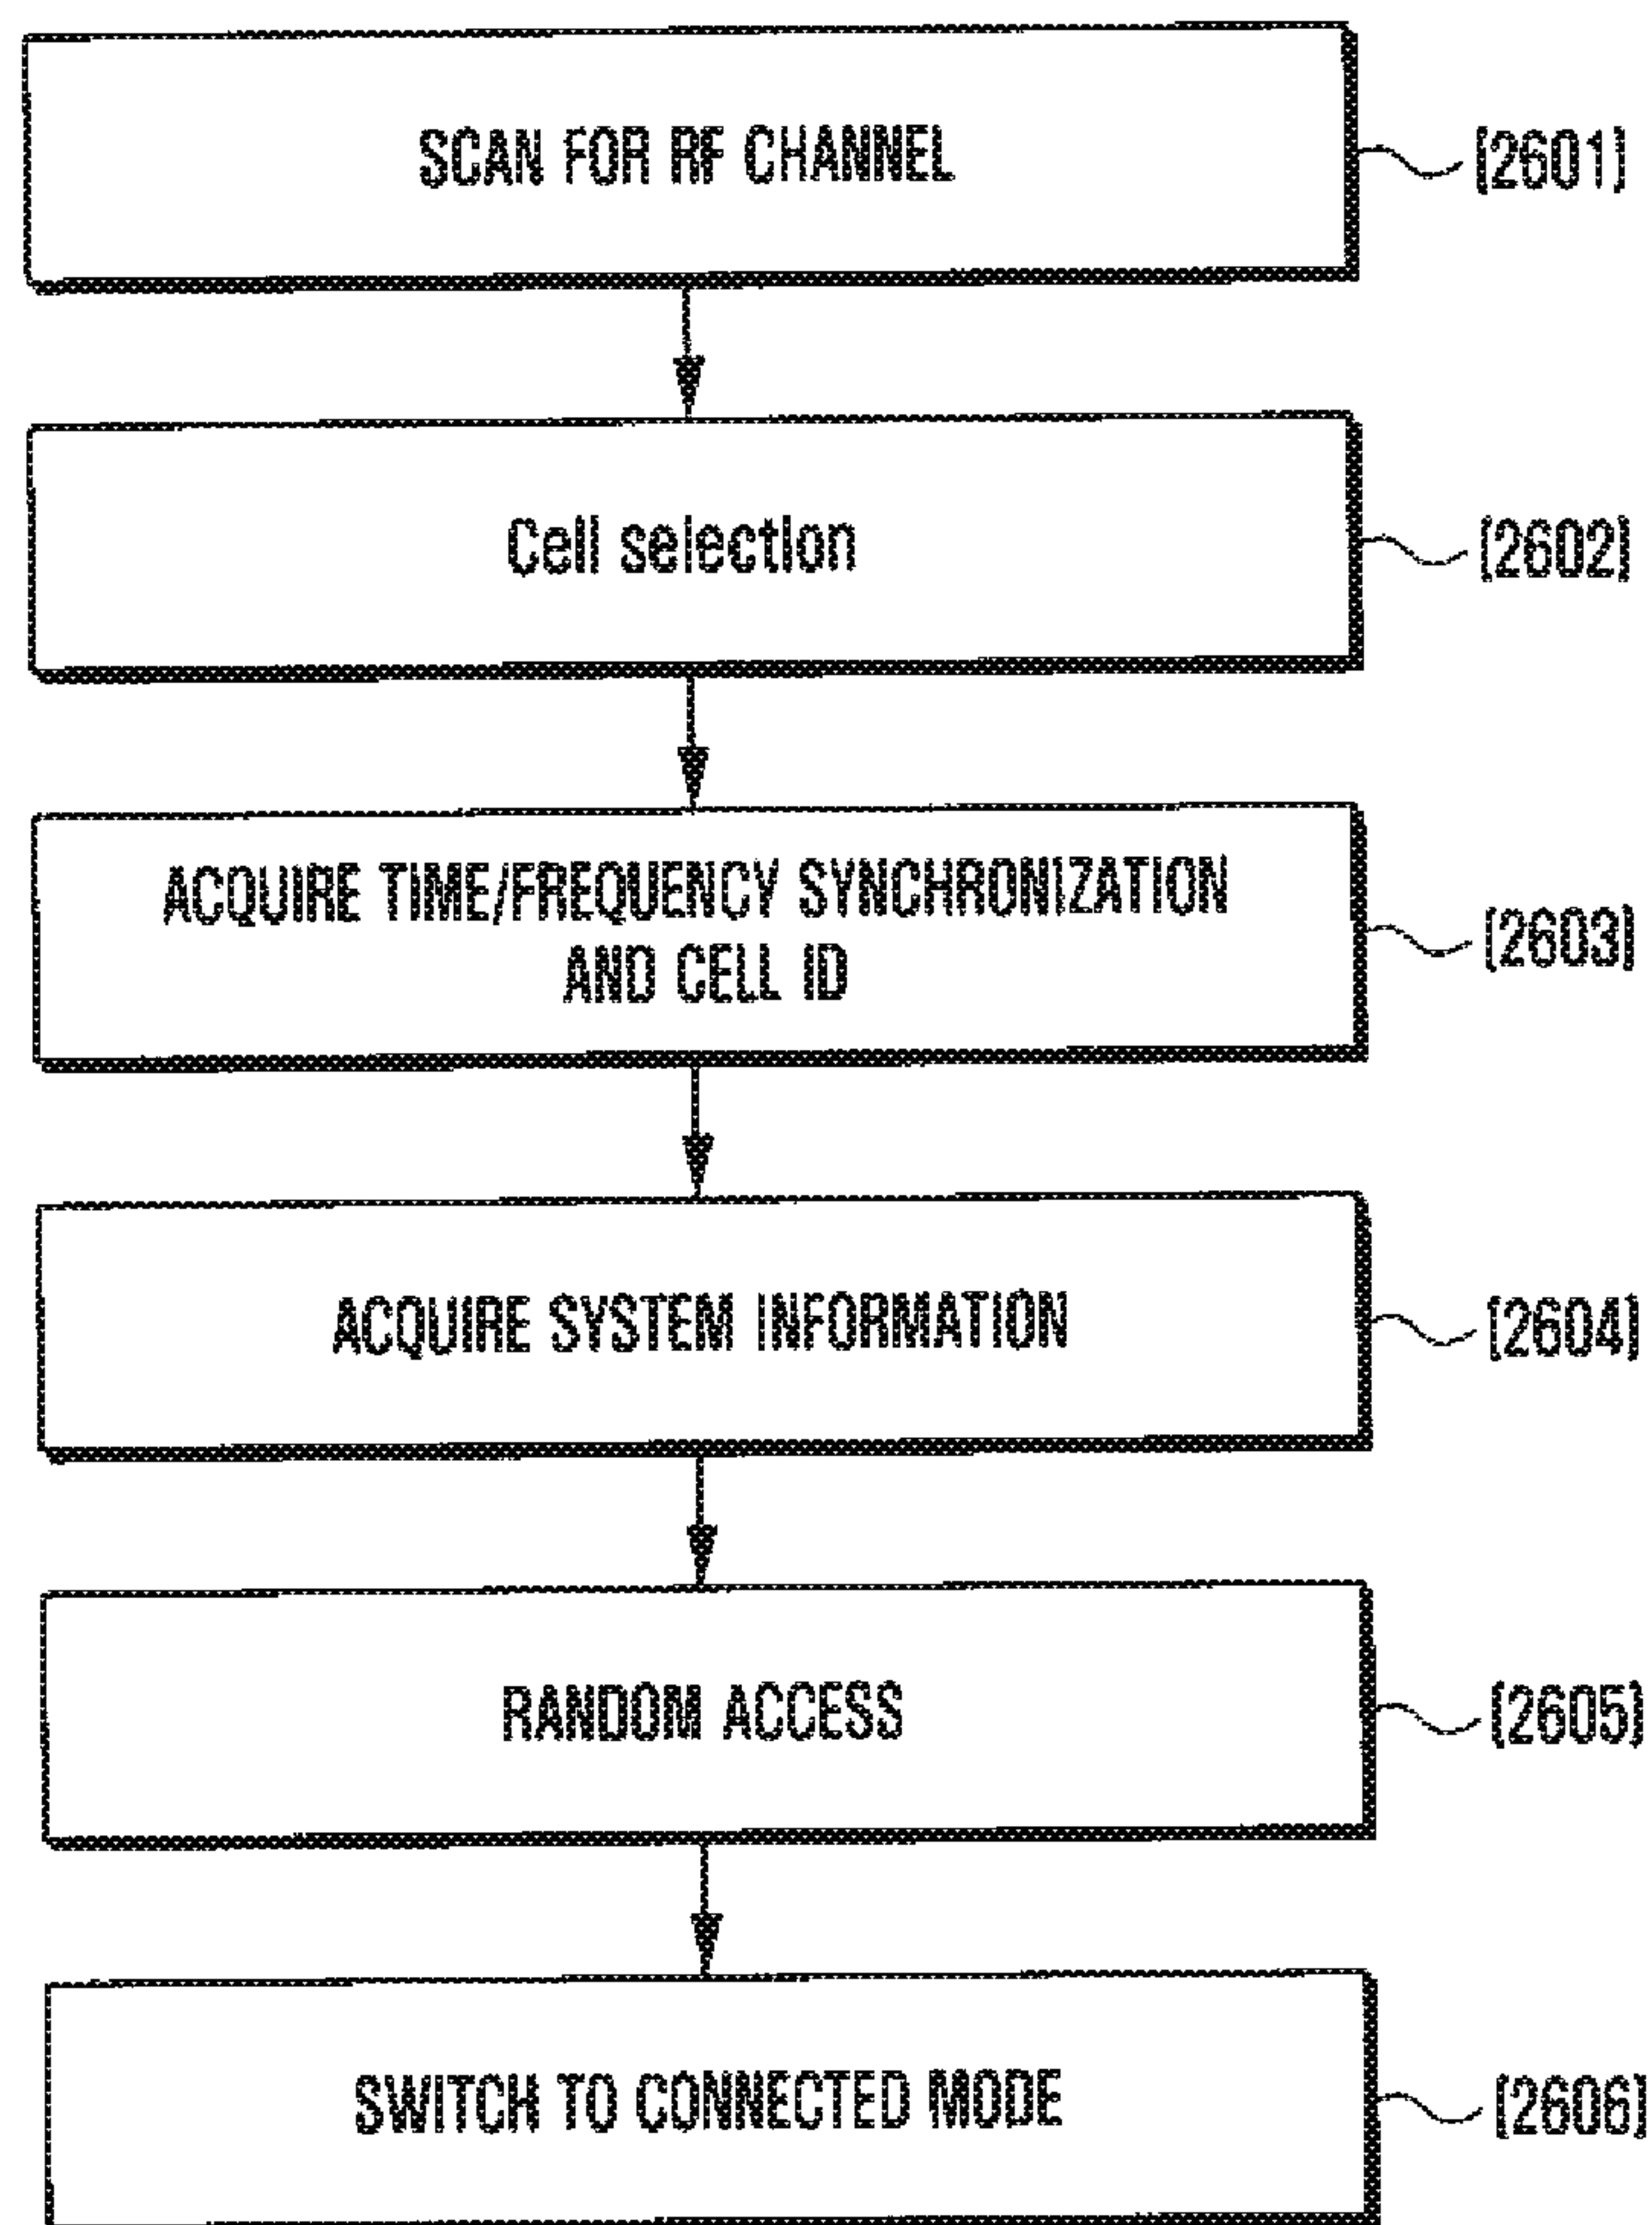 SCAN FOR RF CHANNEL
[2601]
Cell selection
[2602]
ACQUIRE TIME/FREQUENCY SYNCHRONIZATION
AND CELL ID
[2603]
ACQUIRE SYSTEM INFORMATION
[2604]
RANDOM ACCESS
[2605]
SWITCH TO CONNECTED MODE
[2606]